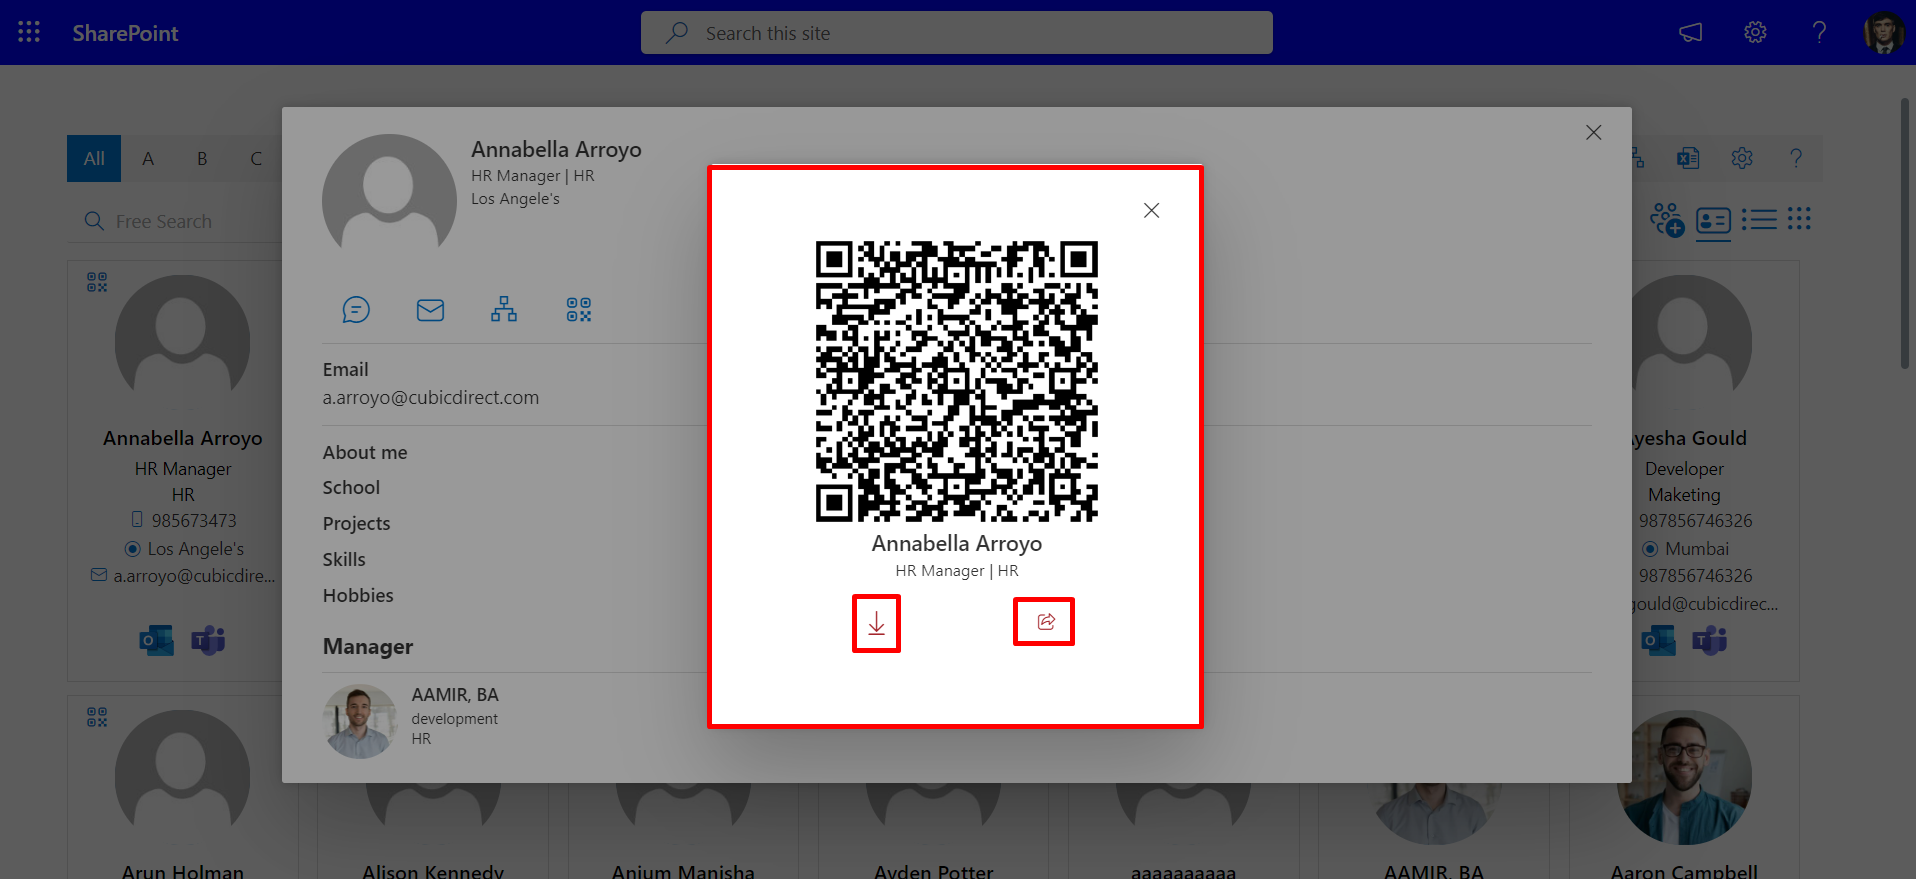 SharePoint
Search this site
All
A
B
C
Free Search
Annabella Arroyo
HR Manager | HR
Los Angele's
Email
a.arroyo@cubicdirect.com
About me
School
Projects
Skills
Hobbies
Manager
AAMIR, BA
development
HR
Annabella Arroyo
HR Manager | HR
Annabella Arroyo
HR Manager
HR
985673473
Los Angele's
a.arroyo@cubicdire...
Ayesha Gould
Developer
Maketing
987856746326
Mumbai
987856746326
gould@cubicdirec...
Arun Holman
Alison Kennedy
Anjum Manisha
Ayden Potter
aaaaaaaaaa
AAMIR, BA
Aaron Campbell